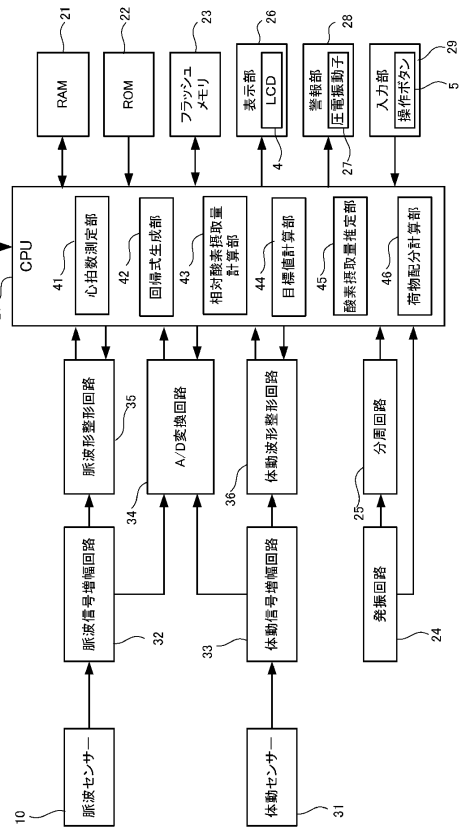 10
脈波センサー
脈波信号増幅回路
32
脈波形整形回路
35
A/D変換回路
34
体動センサー
31
体動信号増幅回路
33
体動波形整形回路
36
発振回路
24
分周回路
25
CPU
心拍数測定部
41
回帰式生成部
42
相対酸素摂取量
計算部
43
目標値計算部
44
酸素摂取量推定部
45
荷物配分計算部
46
RAM
21
ROM
22
フラッシュ
メモリ
23
表示部
LCD
26
4
警報部
圧電振動子
28
27
入力部
操作ボタン
29
5